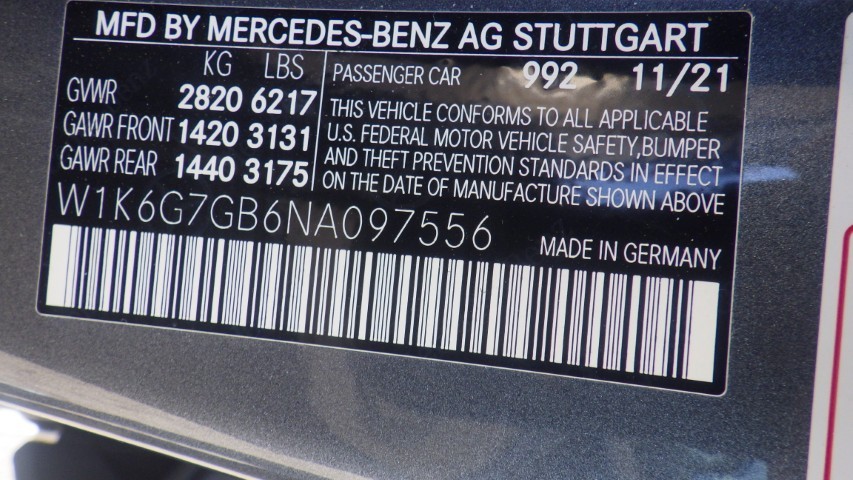 MFD BY MERCEDES-BENZ AG STUTTGART
KG LBS
GVWR 2820 6217
GAWR FRONT 1420 3131
GAWR REAR 1440 3175
PASSENGER CAR 992 11/21
THIS VEHICLE CONFORMS TO ALL APPLICABLE
U.S. FEDERAL MOTOR VEHICLE SAFETY,BUMPER
AND THEFT PREVENTION STANDARDS IN EFFECT
ON THE DATE OF MANUFACTURE SHOWN ABOVE
W1K6G7GB6NA097556
MADE IN GERMANY